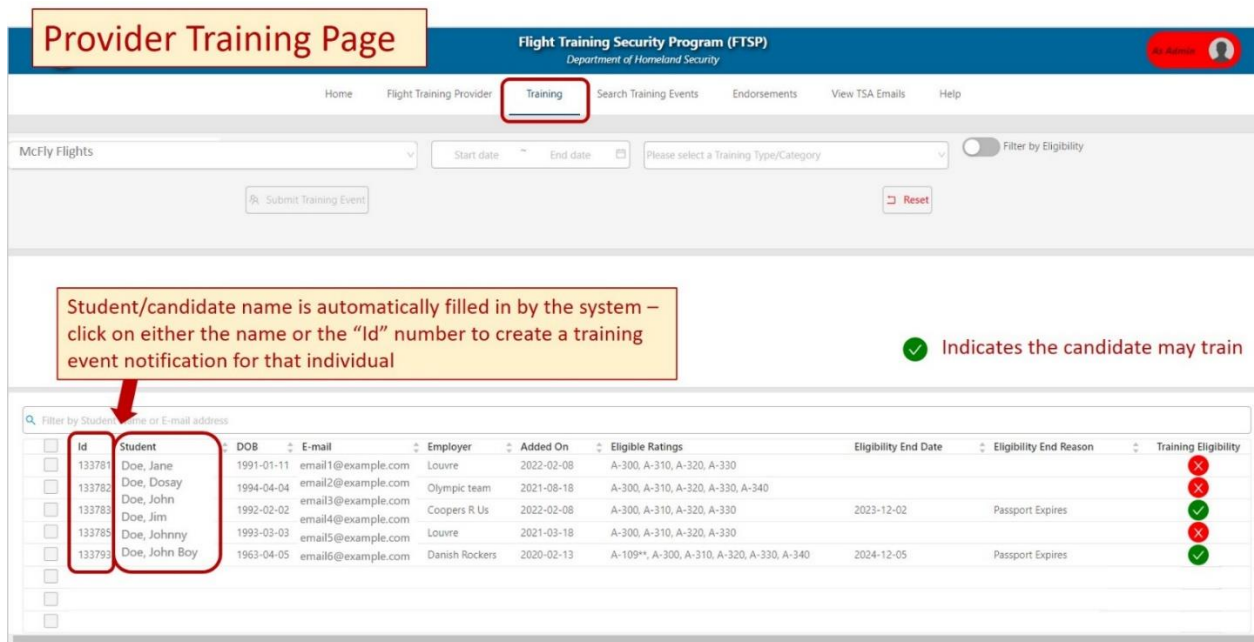 Provider Training Page
Flight Training Security Program (FTSP)
Department of Homeland Security
As Admin
Home Flight Training Provider Training Search Training Events Endorsements View TSA Emails Help
McFly Flights Start date ~ End date Please select a Training Type/Category Filter by Eligibility
Submit Training Event Reset
Student/candidate name is automatically filled in by the system –
click on either the name or the “Id” number to create a training
event notification for that individual
Indicates the candidate may train
Filter by Student Name or E-mail address
Id Student DOB E-mail Employer Added On Eligible Ratings Eligibility End Date Eligibility End Reason Training Eligibility
133781 Doe, Jane 1991-01-11 email1@example.com Louvre 2022-02-08 A-300, A-310, A-320, A-330
133782 Doe, Dosay 1994-04-04 email2@example.com Olympic team 2021-08-18 A-300, A-310, A-320, A-330, A-340
Doe, John email3@example.com
133783 1992-02-02 Coopers R Us 2022-02-08 A-300, A-310, A-320, A-330 2023-12-02 Passport Expires
Doe, Jim email4@example.com
133785 Doe, Johnny 1993-03-03 email5@example.com Louvre 2021-03-18 A-300, A-310, A-320, A-330
133793 Doe, John Boy 1963-04-05 email6@example.com Danish Rockers 2020-02-13 A-109**, A-300, A-310, A-320, A-330, A-340 2024-12-05 Passport Expires